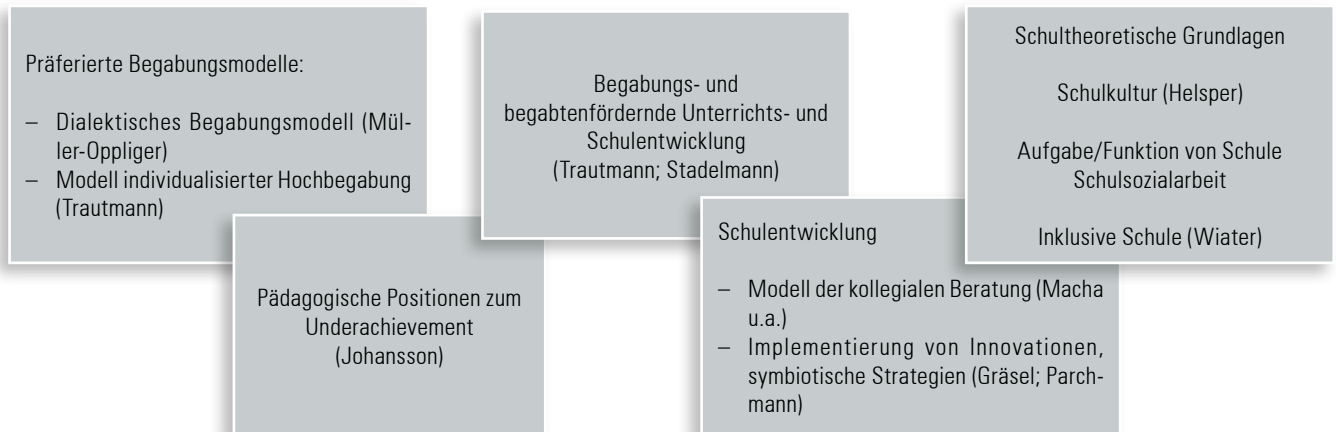 Präferierte Begabungsmodelle:
– Dialektisches Begabungsmodell (Mül-
ler-Oppliger)
– Modell individualisierter Hochbegabung
(Trautmann)
Pädagogische Positionen zum
Underachievement
(Johansson)
Begabungs- und
begabtenfördernde Unterrichts- und
Schulentwicklung
(Trautmann; Stadelmann)
Schulentwicklung
– Modell der kollegialen Beratung (Macha
u.a.)
– Implementierung von Innovationen,
symbiotische Strategien (Gräsel; Parch-
mann)
Schultheoretische Grundlagen
Schulkultur (Helsper)
Aufgabe/Funktion von Schule
Schulsozialarbeit
Inklusive Schule (Wiater)